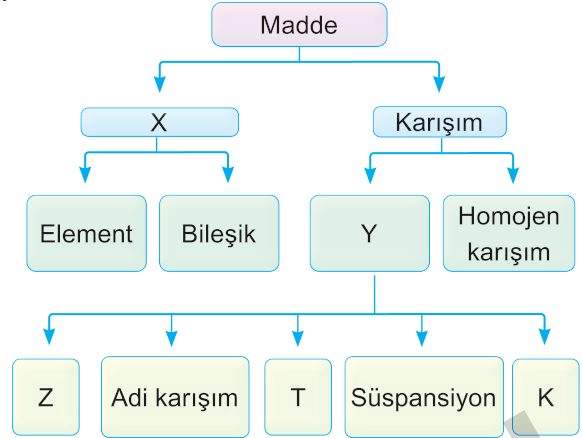 Madde
X
Karışım
Element
Bileşik
Y
Homojen
karışım
Z
Adi karışım
T
Süspansiyon
K